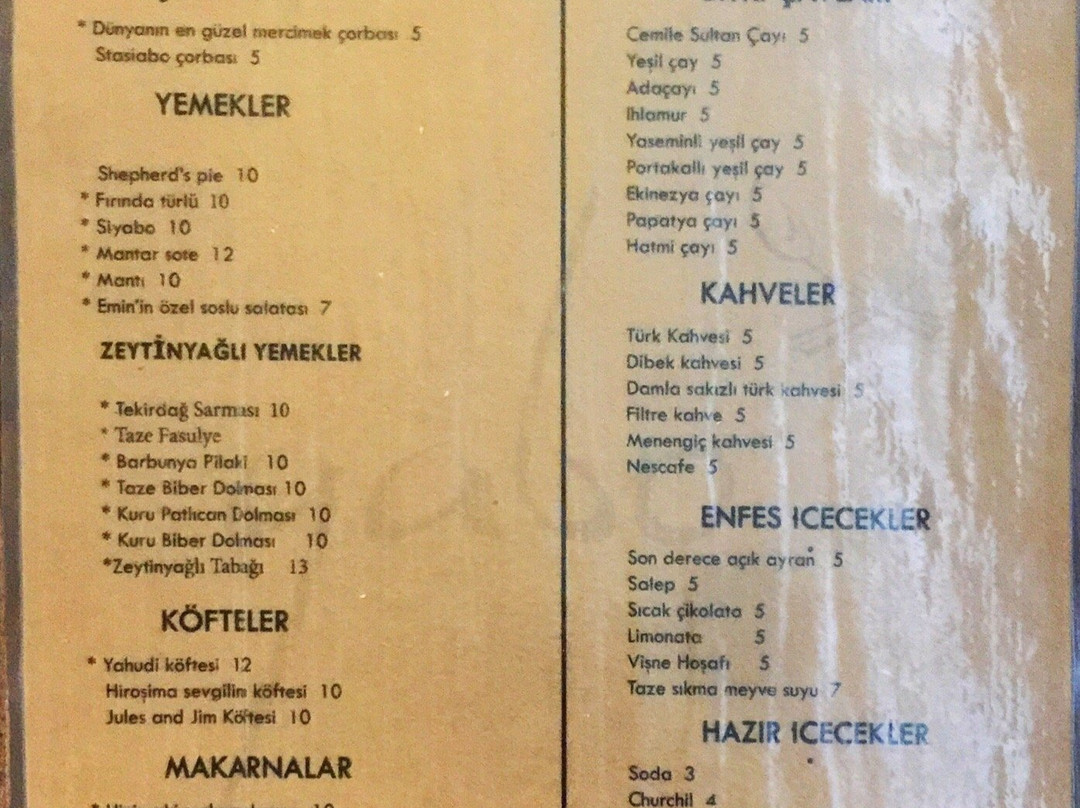 * Dünyanın en güzel mercimek çorbası 5
Stasiabo çorbası 5
YEMEKLER
Shepherd's pie 10
* Fırında türlü 10
* Siyabo 10
* Mantar sote 12
* Mantı 10
* Emin'in özel soslu salatası 7
ZEYTİNYAĞLI YEMEKLER
* Tekirdağ Sarması 10
* Taze Fasulye
* Barbunya Pilaki 10
* Taze Biber Dolması 10
* Kuru Patlıcan Dolması 10
* Kuru Biber Dolması 10
*Zeytinyağlı Tabağı 13
KÖFTELER
* Yahudi köftesi 12
Hiroşima sevgilim köftesi 10
Jules and Jim Köftesi 10
MAKARNALAR
10
Cemile Sultan Çayı 5
Yeşil çay 5
Adaçayı 5
Ihlamur 5
Yaseminli yeşil çay 5
Portakallı yeşil çay 5
Ekinezya çayı 5
Papatya çayı 5
Hatmi çayı 5
KAHVELER
Türk Kahvesi 5
Dibek kahvesi 5
Damla sakızlı türk kahvesi 5
Filtre kahve 5
Menengiç kahvesi 5
Nescafe 5
ENFES ICECEKLER
Son derece açık ayran 5
Salep 5
Sıcak çikolata 5
Limonata 5
Vişne Hoşafı 5
Taze sıkma meyve suyu 7
HAZIR ICECEKLER
Soda 3
Churchil 4